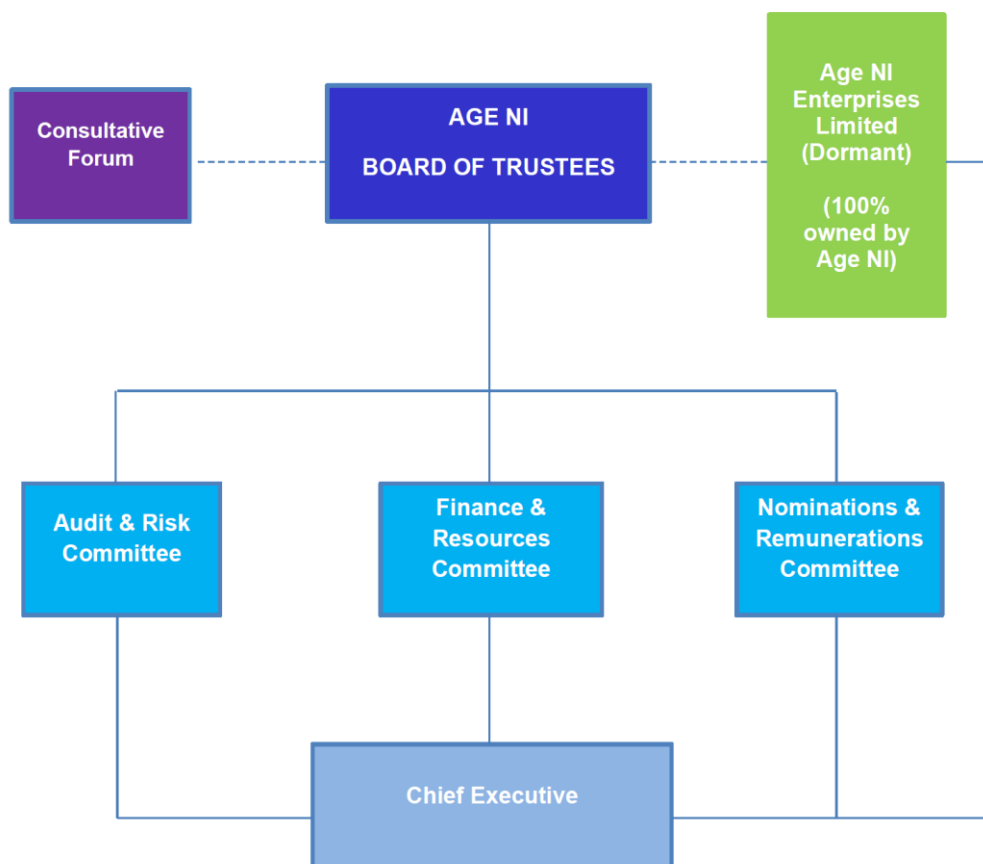 Consultative
Forum
AGE NI
BOARD OF TRUSTEES
Age NI
Enterprises
Limited
(Dormant)
(100%
owned by
Age NI)
Audit & Risk
Committee
Finance &
Resources
Committee
Nominations &
Remunerations
Committee
Chief Executive